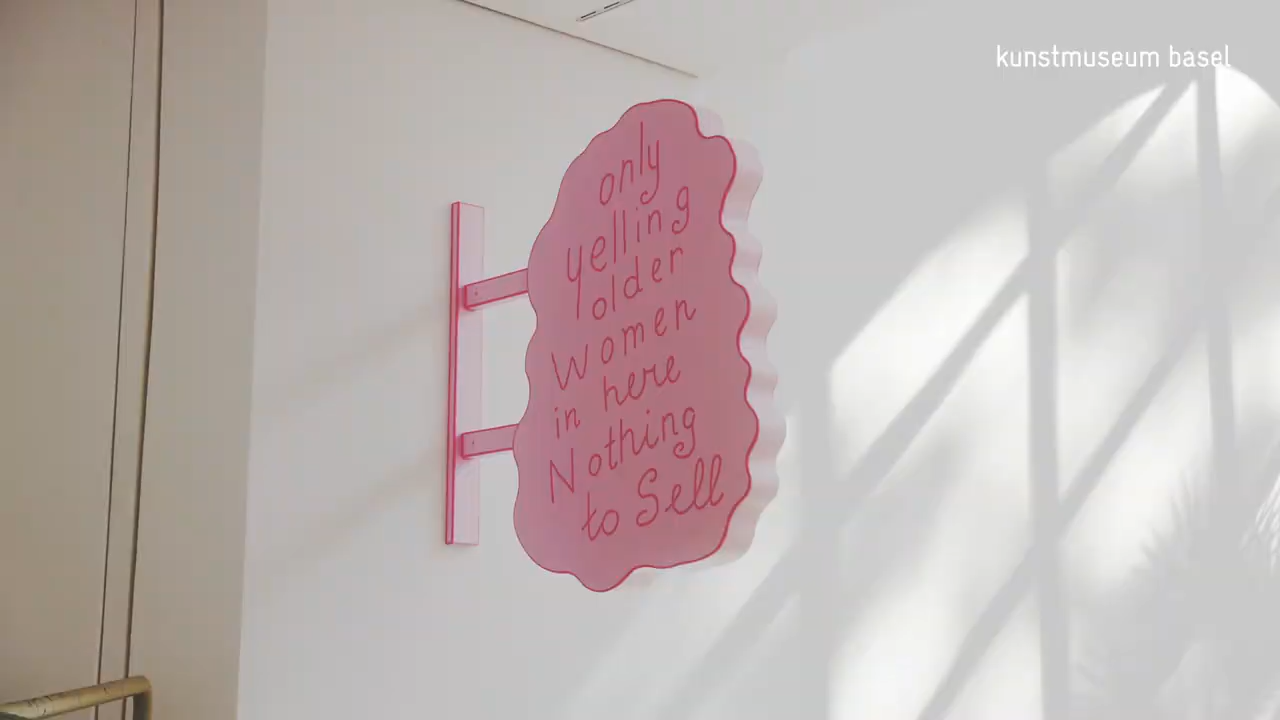 kunstmuseum basel
only
yelling
older
Women
in here
Nothing
to Sell